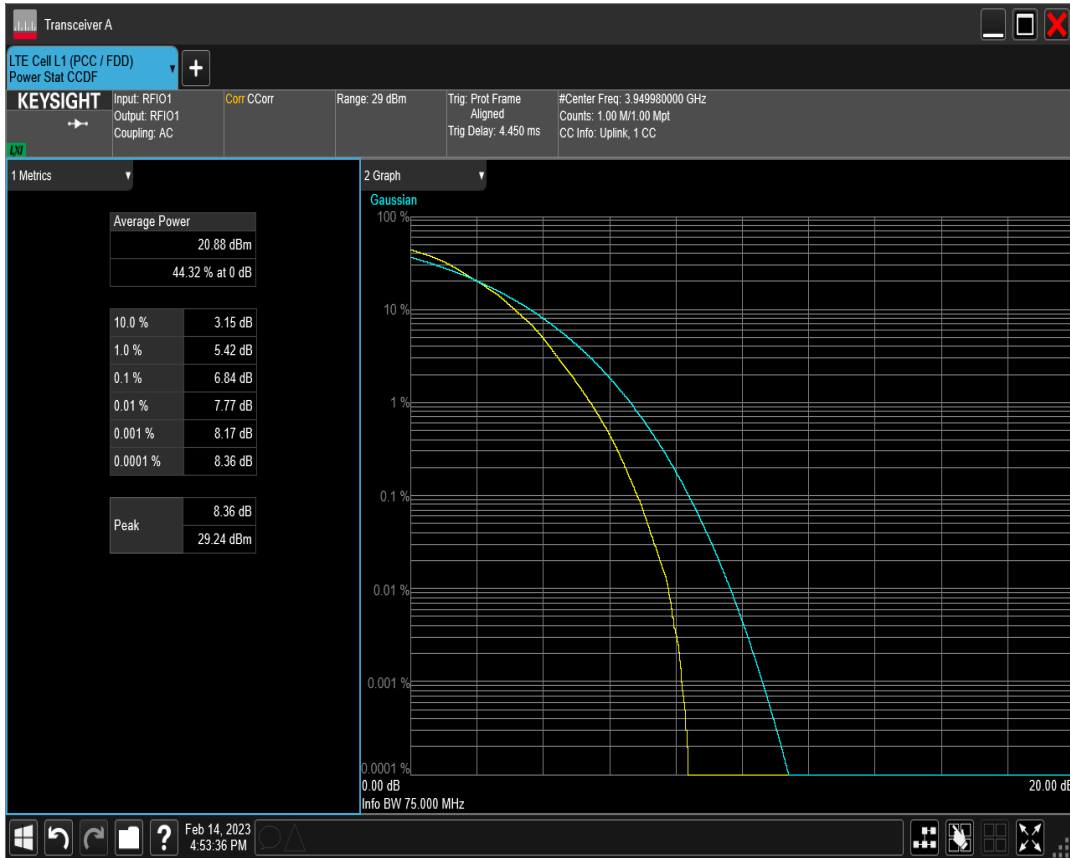 Transceiver A
LTE Cell L1 (PCC / FDD)
Power Stat CCDF
+
KEYSIGHT
LXI
Input: RFIO1
Output: RFIO1
Coupling: AC
Corr CCorr
Range: 29 dBm
Trig: Prot Frame
Aligned
Trig Delay: 4.450 ms
#Center Freq: 3.949980000 GHz
Counts: 1.00 M/1.00 Mpt
CC Info: Uplink, 1 CC
1 Metrics
Average Power
20.88 dBm
44.32 % at 0 dB
10.0 % 3.15 dB
1.0 % 5.42 dB
0.1 % 6.84 dB
0.01 % 7.77 dB
0.001 % 8.17 dB
0.0001 % 8.36 dB
Peak
8.36 dB
29.24 dBm
2 Graph
Gaussian
100 %
10 %
1 %
0.1 %
0.01 %
0.001 %
0.0001 %
0.00 dB
20.00 dB
Info BW 75.000 MHz
?
Feb 14, 2023
4:53:36 PM